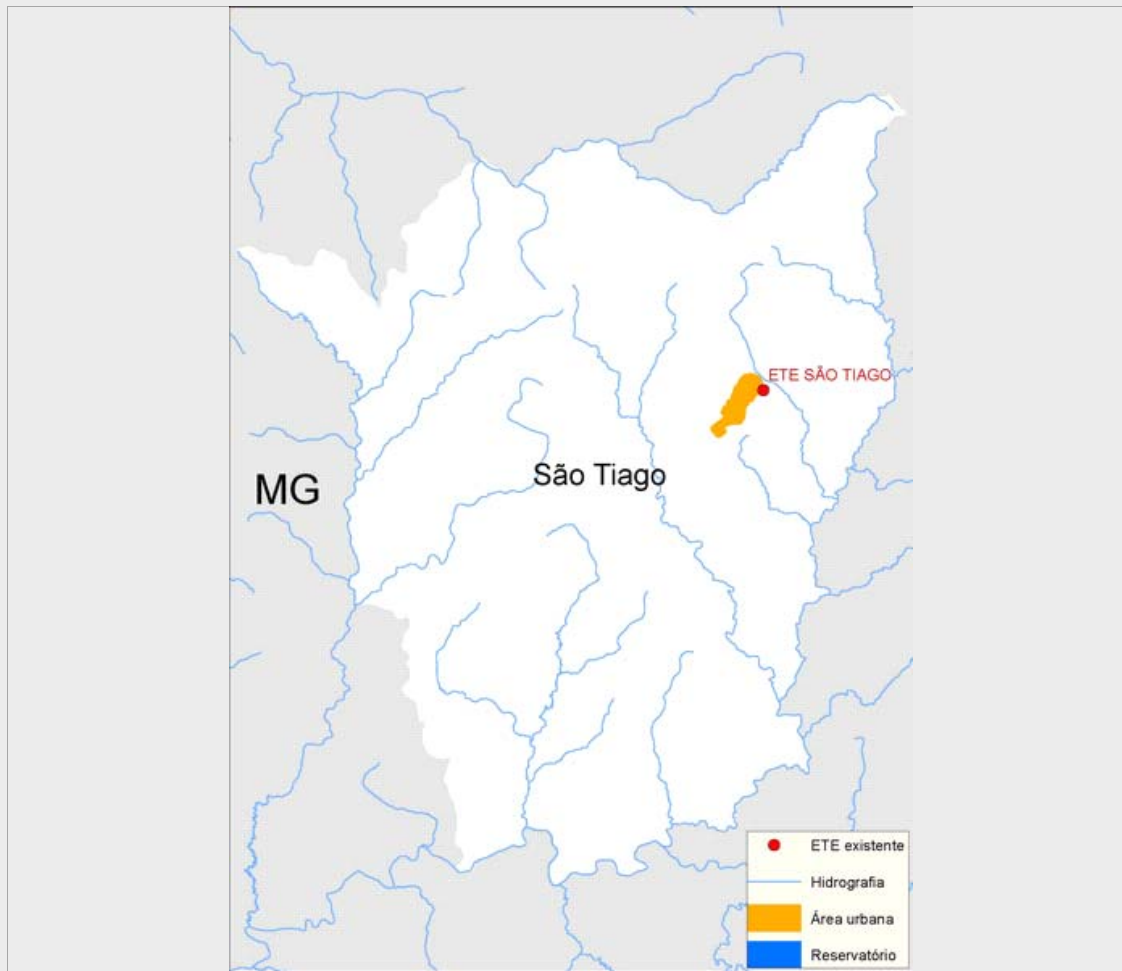 ETE SÃO TIAGO
São Tiago
MG
ETE existente
Hidrografia
Área urbana
Reservatório